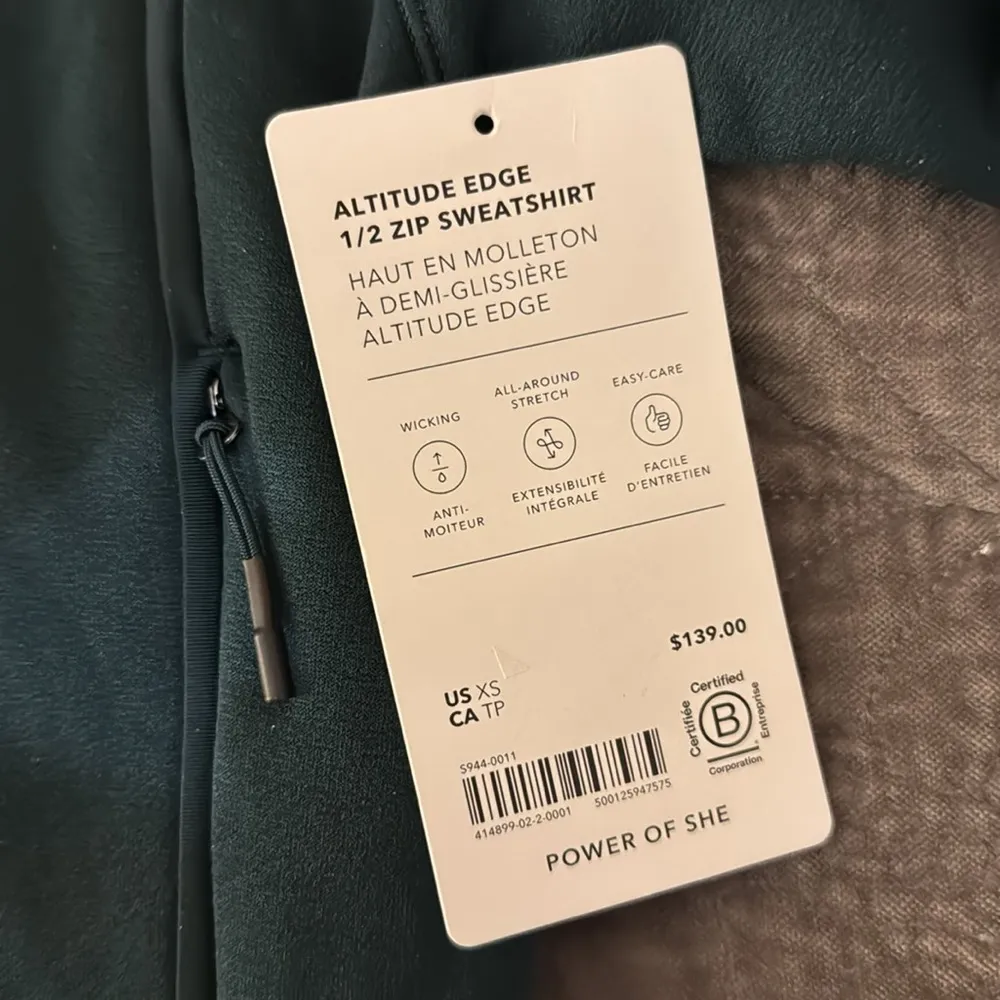 ALTITUDE EDGE
1/2 ZIP SWEATSHIRT
HAUT EN MOLLETON
À DEMI-GLISSIÈRE
ALTITUDE EDGE
WICKING
ANTI-
MOITEUR
ALL-AROUND
STRETCH
EXTENSIBILITÉ
INTÉGRALE
EASY-CARE
FACILE
D'ENTRETIEN
$139.00
US XS
CA TP
Certified
Certifiée
B
Entreprise
Corporation
S944-0011
414899-02-2-0001 500125947575
POWER OF SHE